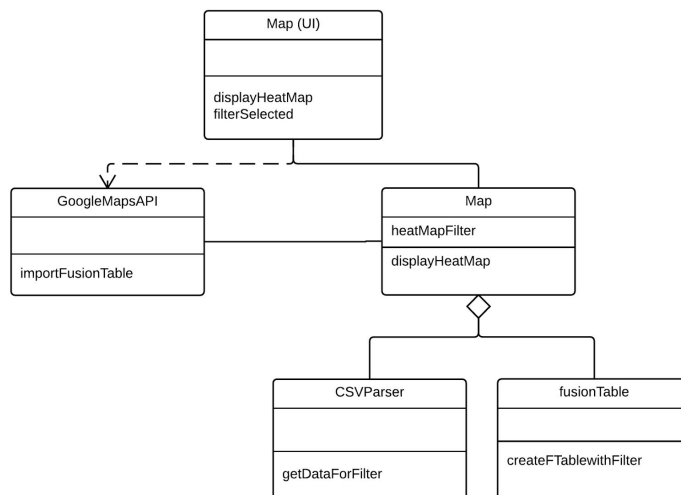 Map (UI)
displayHeatMap
filterSelected
GoogleMapsAPI
importFusionTable
Map
heatMapFilter
displayHeatMap
CSVParser
getDataForFilter
fusionTable
createFTablewithFilter